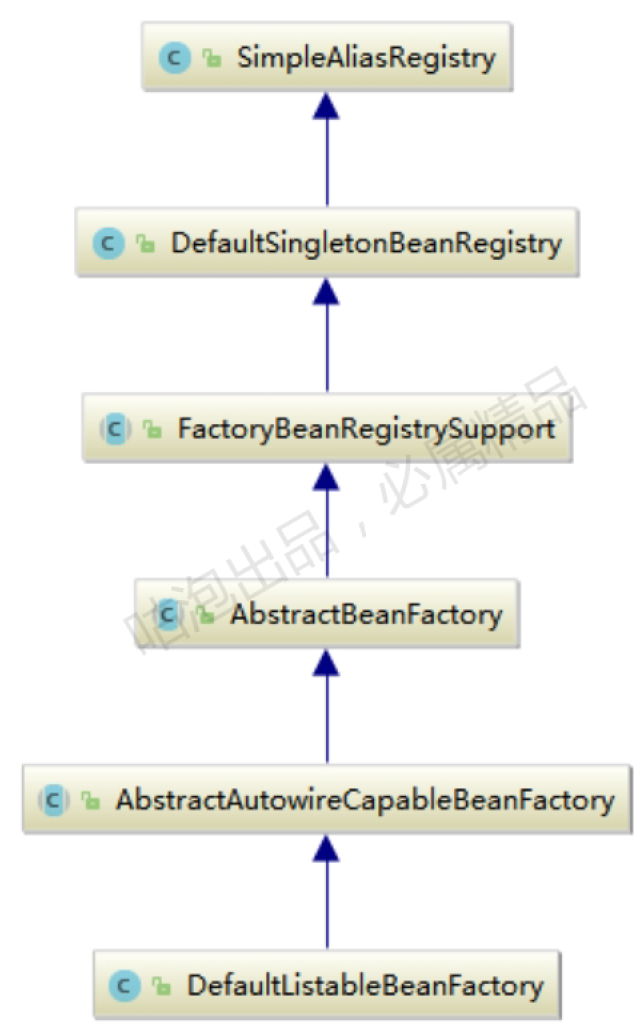 C SimpleAliasRegistry
C DefaultSingletonBeanRegistry
C FactoryBeanRegistrySupport
C AbstractBeanFactory
C AbstractAutowireCapableBeanFactory
C DefaultListableBeanFactory
咕泡出品，必属精品